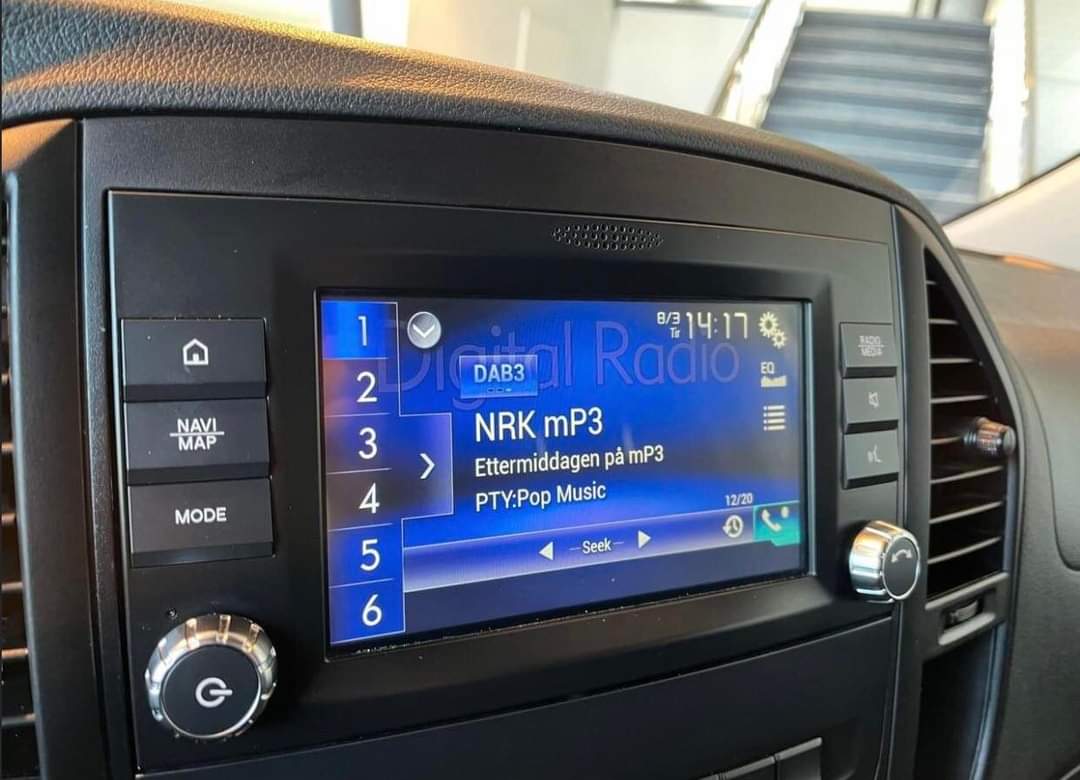 NAVI
MAP
MODE
1
2
3
4
5
6
Digital Radio
8/3
Tir
14:17
DAB3
EQ
NRK mP3
Ettermiddagen på mP3
PTY:Pop Music
12/20
Seek
RADIO
MEDIA